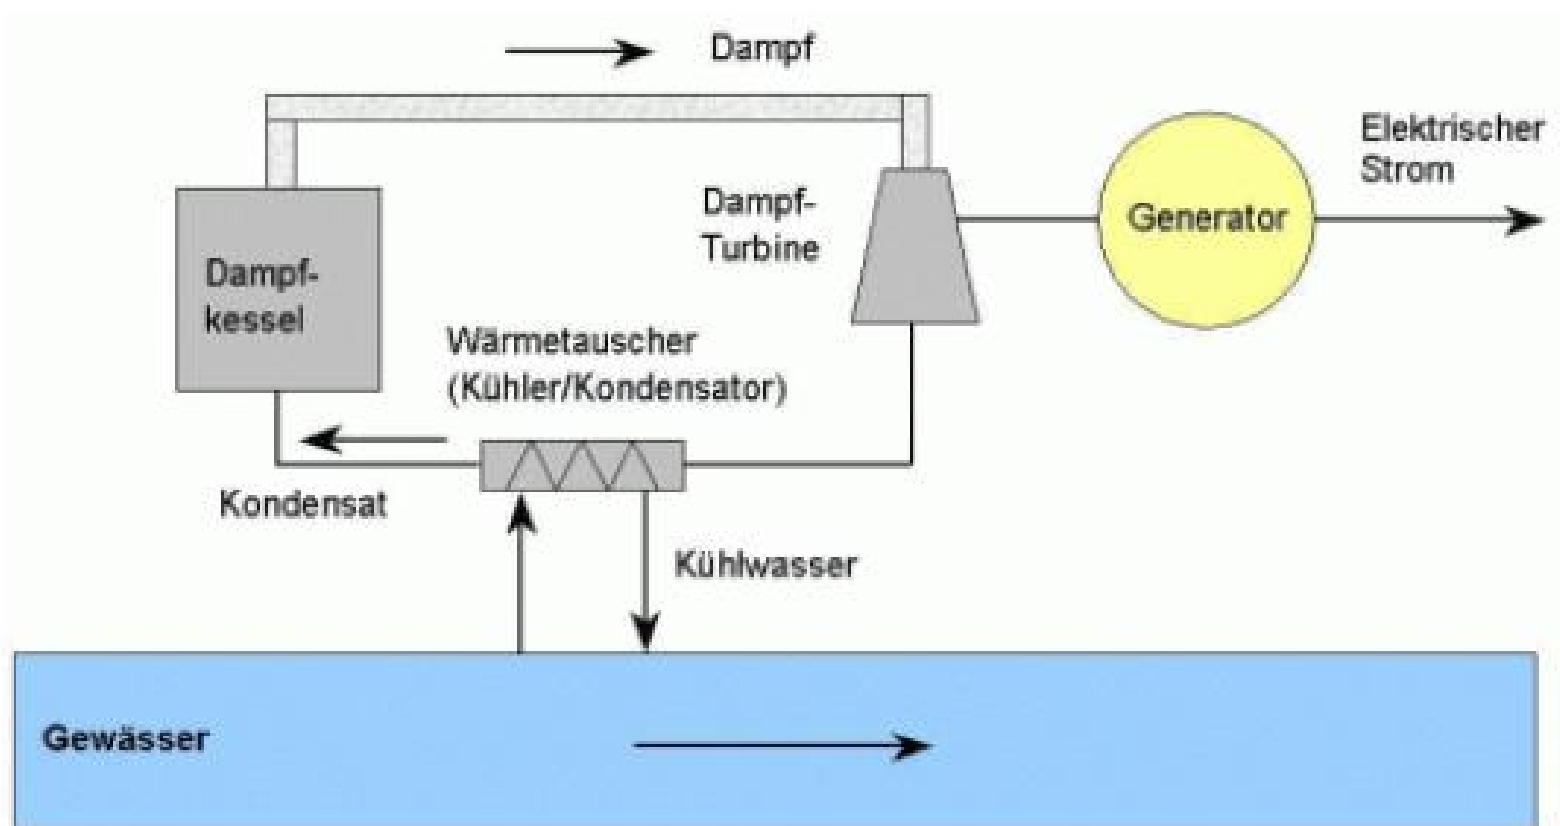 Dampf
Elektrischer
Strom
Dampf-
Turbine
Generator
Dampf-
kessel
Wärmetauscher
(Kühler/Kondensator)
Kondensat
Kühlwasser
Gewässer